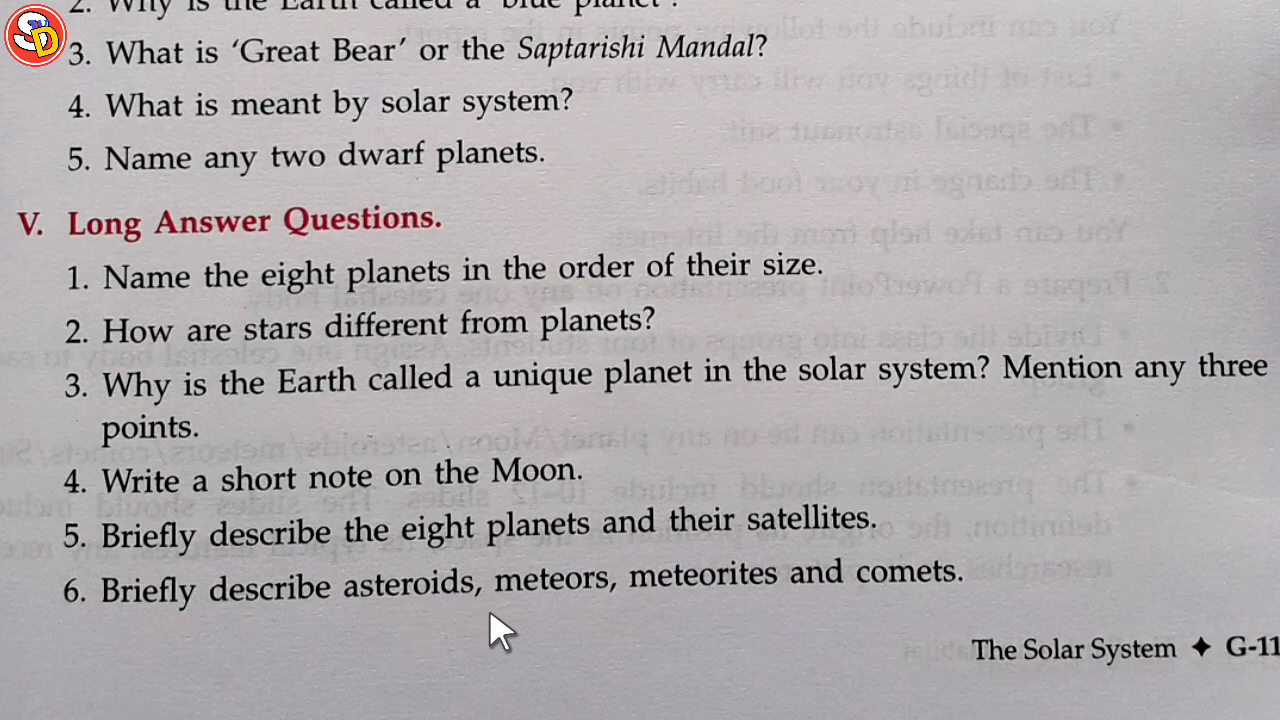 SD
2. Why is the Earth called a 'blue planet'?
3. What is ‘Great Bear’ or the Saptarishi Mandal?
4. What is meant by solar system?
5. Name any two dwarf planets.
V. Long Answer Questions.
1. Name the eight planets in the order of their size.
2. How are stars different from planets?
3. Why is the Earth called a unique planet in the solar system? Mention any three
points.
4. Write a short note on the Moon.
5. Briefly describe the eight planets and their satellites.
6. Briefly describe asteroids, meteors, meteorites and comets.
The Solar System ✦ G-11